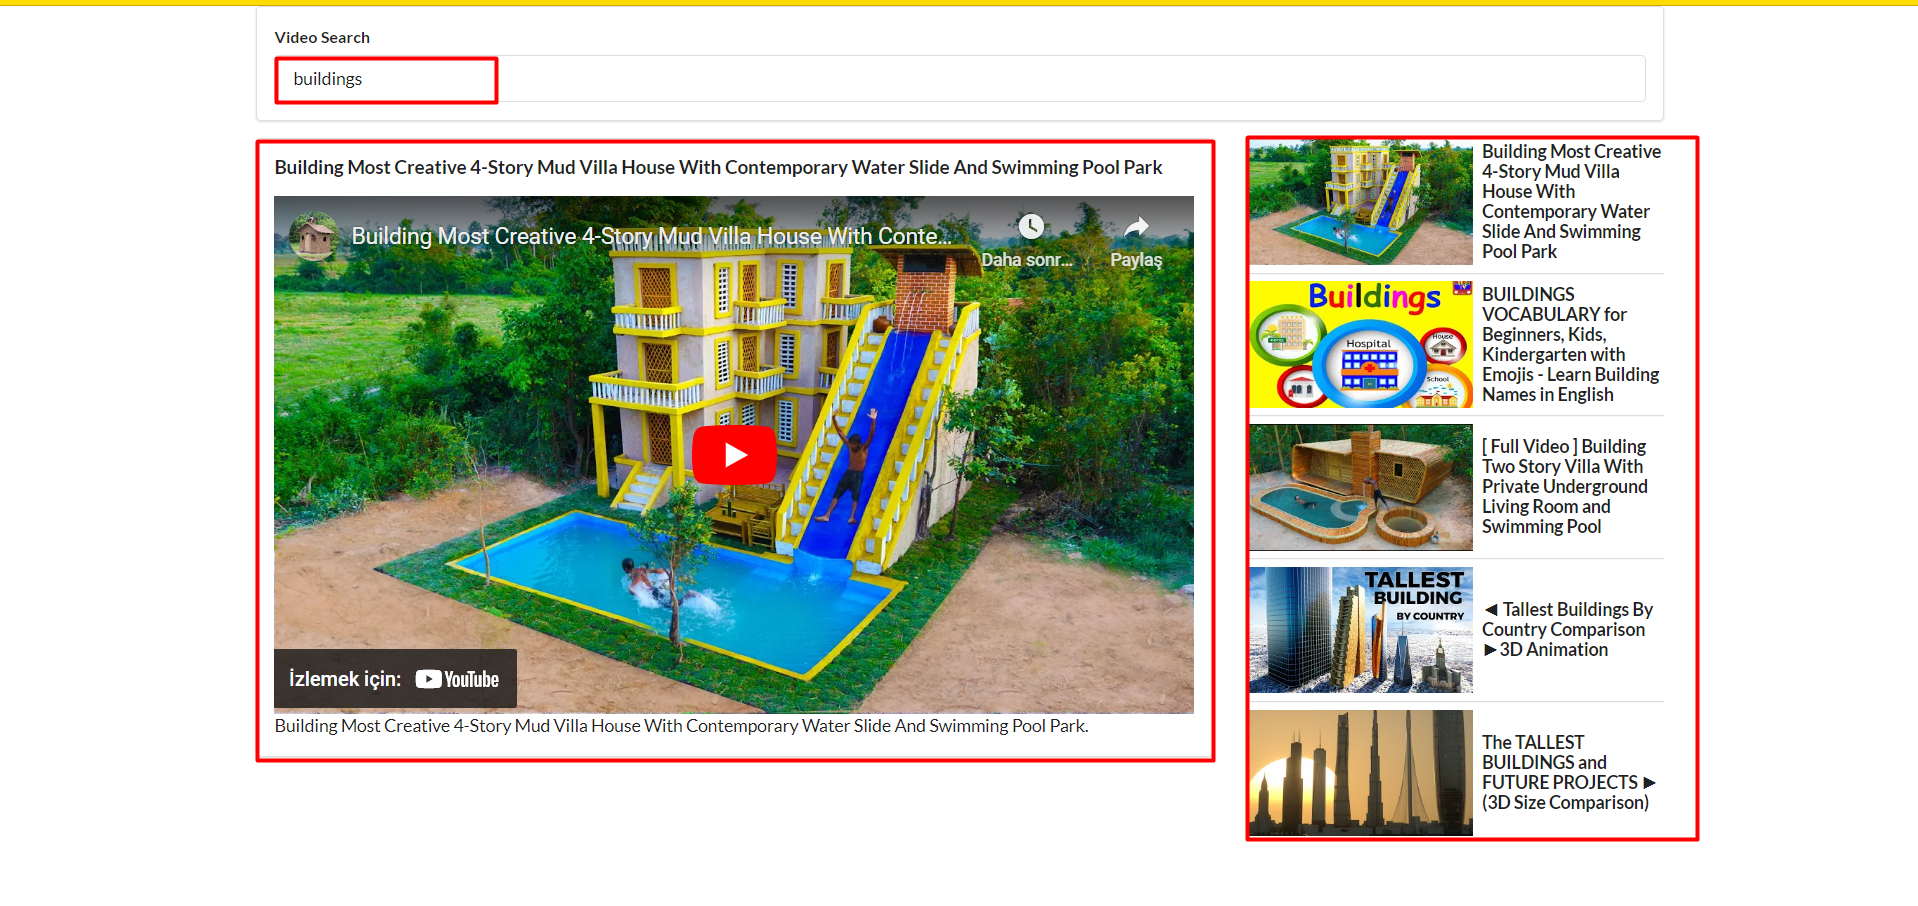 Video Search
buildings
Building Most Creative 4-Story Mud Villa House With Contemporary Water Slide And Swimming Pool Park
Building Most Creative 4-Story Mud Villa House With Conte...
Daha sonr...
Paylaş
İzlemek için: YouTube
Building Most Creative 4-Story Mud Villa House With Contemporary Water Slide And Swimming Pool Park.
Building Most Creative
4-Story Mud Villa
House With
Contemporary Water
Slide And Swimming
Pool Park
Buildings
HOTEL
Hospital
House
School
BUILDINGS
VOCABULARY for
Beginners, Kids,
Kindergarten with
Emojis - Learn Building
Names in English
[ Full Video ] Building
Two Story Villa With
Private Underground
Living Room and
Swimming Pool
TALLEST
BUILDING
BY COUNTRY
◄ Tallest Buildings By
Country Comparison
►3D Animation
The TALLEST
BUILDINGS and
FUTURE PROJECTS ►
(3D Size Comparison)